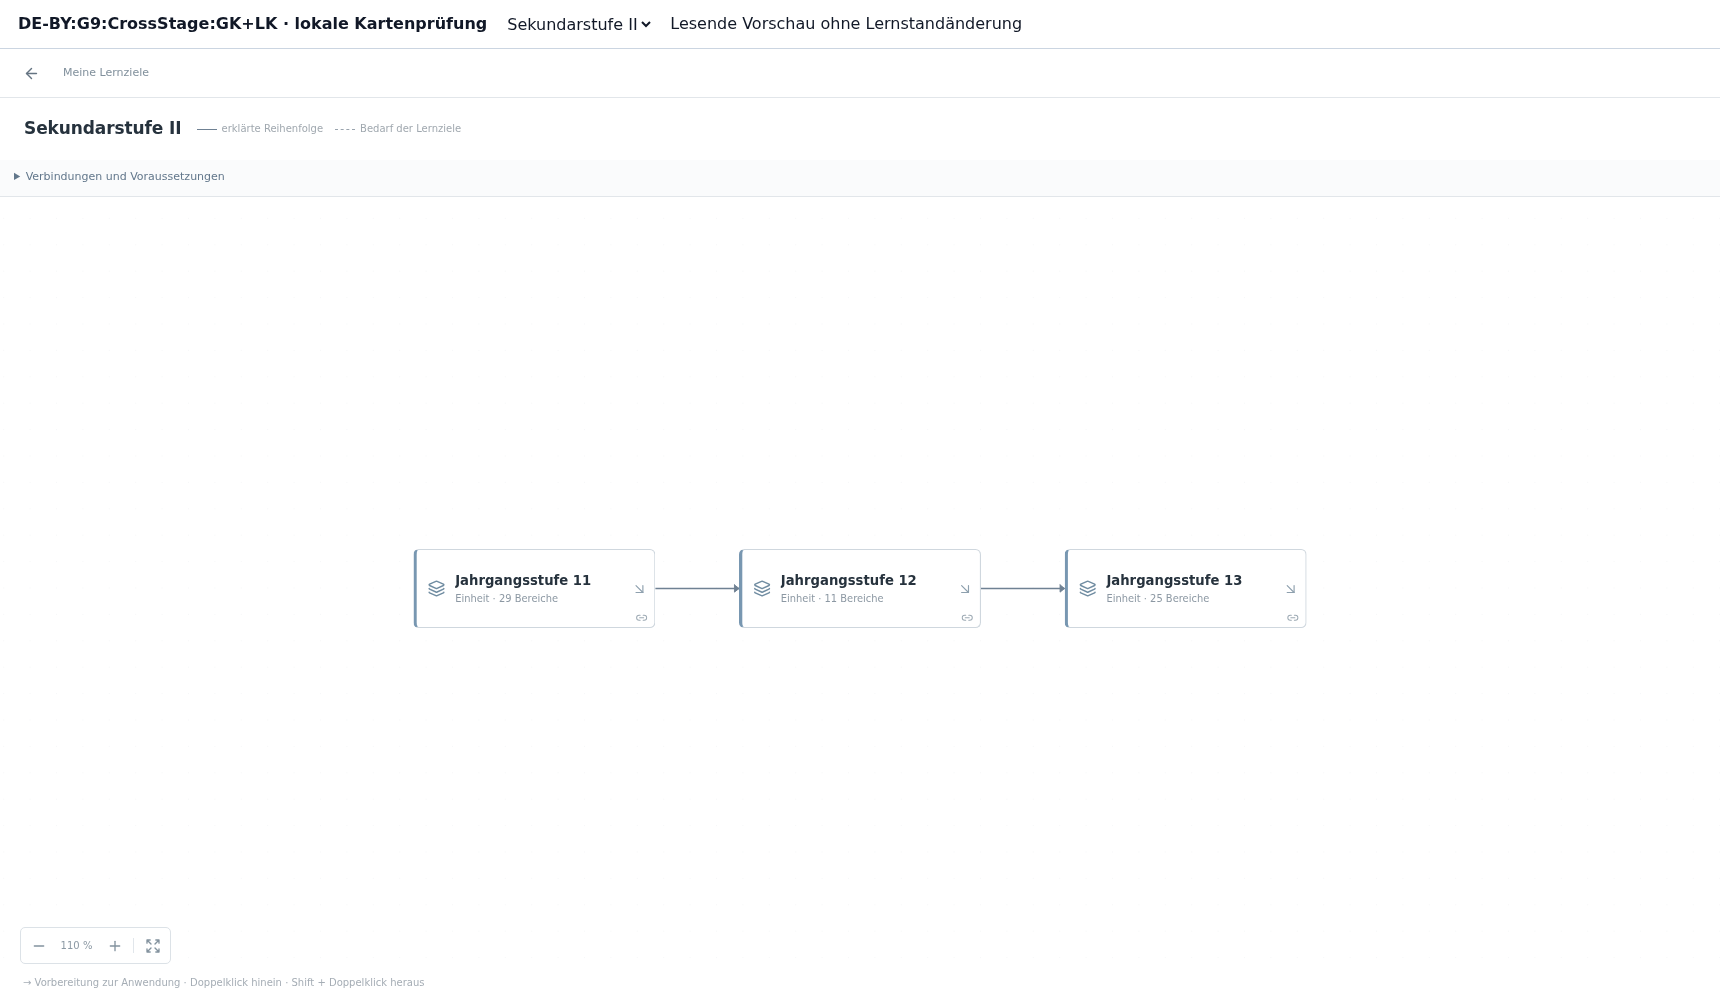 DE-BY:G9:CrossStage:GK+LK · lokale Kartenprüfung Sekundarstufe II Lesende Vorschau ohne Lernstandänderung
Meine Lernziele
Sekundarstufe II erklärte Reihenfolge Bedarf der Lernziele
Verbindungen und Voraussetzungen
Jahrgangsstufe 11
Einheit · 29 Bereiche
Jahrgangsstufe 12
Einheit · 11 Bereiche
Jahrgangsstufe 13
Einheit · 25 Bereiche
110 %
→ Vorbereitung zur Anwendung · Doppelklick hinein · Shift + Doppelklick heraus